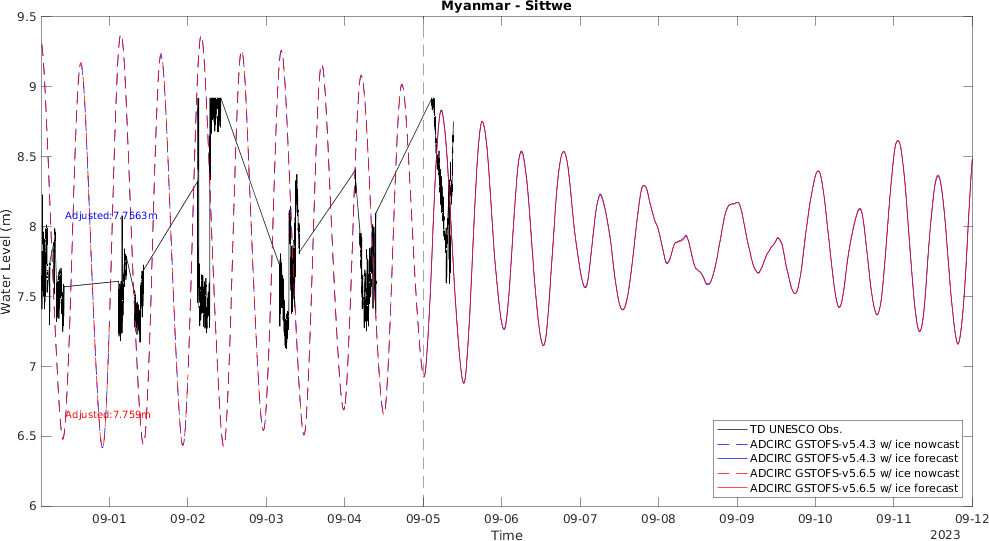 Myanmar - Sittwe
9.5
9
8.5
8
7.5
7
6.5
6
Water Level (m)
Adjusted:7.7563m
Adjusted:7.759m
TD UNESCO Obs.
ADCIRC GSTOFS-v5.4.3 w/ ice nowcast
ADCIRC GSTOFS-v5.4.3 w/ ice forecast
ADCIRC GSTOFS-v5.6.5 w/ ice nowcast
ADCIRC GSTOFS-v5.6.5 w/ ice forecast
09-01 09-02 09-03 09-04 09-05 09-06 09-07 09-08 09-09 09-10 09-11 09-12
Time
2023